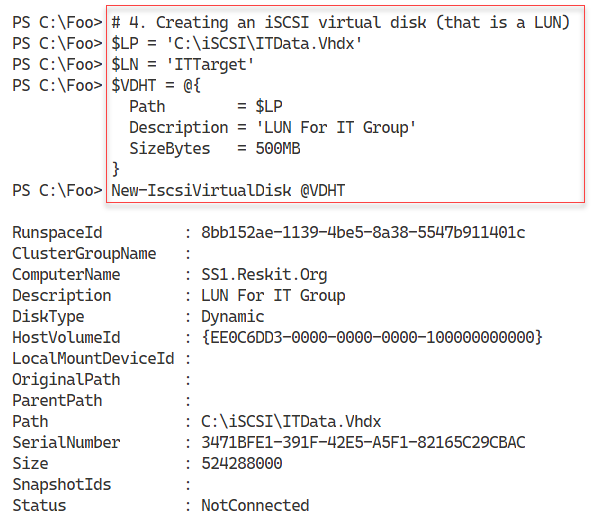 PS C:\Foo> # 4. Creating an iSCSI virtual disk (that is a LUN)
PS C:\Foo> $LP = 'C:\iSCSI\ITData.Vhdx'
PS C:\Foo> $LN = 'ITTarget'
PS C:\Foo> $VDHT = @{
  Path        = $LP
  Description = 'LUN For IT Group'
  SizeBytes   = 500MB
}
PS C:\Foo> New-IscsiVirtualDisk @VDHT

RunspaceId         : 8bb152ae-1139-4be5-8a38-5547b911401c
ClusterGroupName   :
ComputerName       : SS1.Reskit.Org
Description        : LUN For IT Group
DiskType           : Dynamic
HostVolumeId       : {EE0C6DD3-0000-0000-0000-100000000000}
LocalMountDeviceId :
OriginalPath       :
ParentPath         :
Path               : C:\iSCSI\ITData.Vhdx
SerialNumber       : 3471BFE1-391F-42E5-A5F1-82165C29CBAC
Size               : 524288000
SnapshotIds        :
Status             : NotConnected